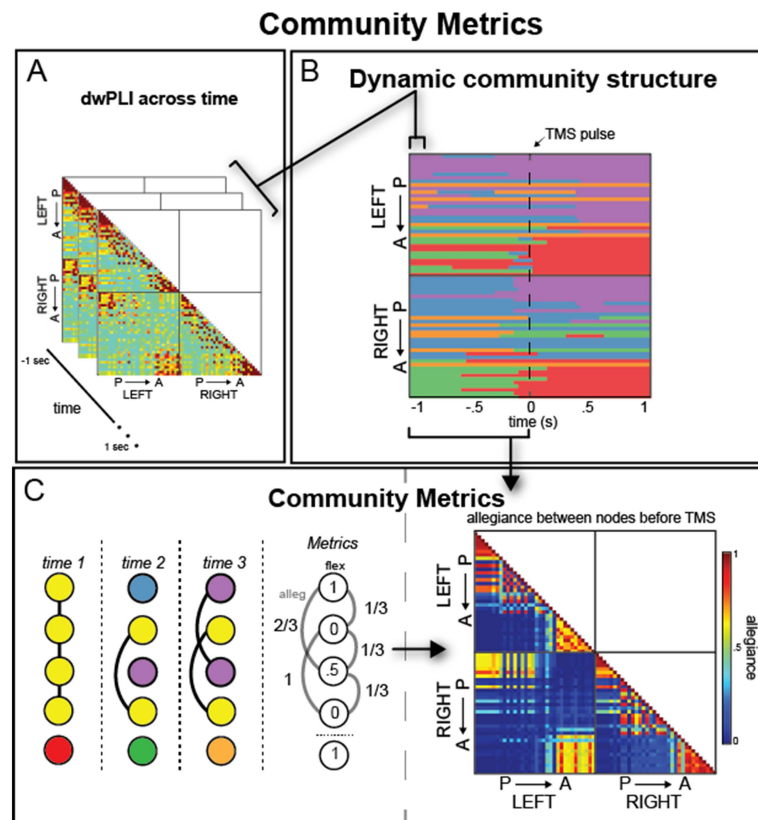 Community Metrics
A
dwPLI across time
LEFT
P
A
RIGHT
P
A
-1 sec
time
1 sec
P A
LEFT
P A
RIGHT
B
Dynamic community structure
TMS pulse
LEFT
P
A
RIGHT
P
A
-1 -.5 0 .5 1
time (s)
C
Community Metrics
time 1
time 2
time 3
Metrics
flex
alleg
1
0
.5
0
1
2/3
1
1/3
1/3
1/3
allegiance between nodes before TMS
LEFT
P
A
RIGHT
P
A
P A
LEFT
P A
RIGHT
1
.5
0
allegiance